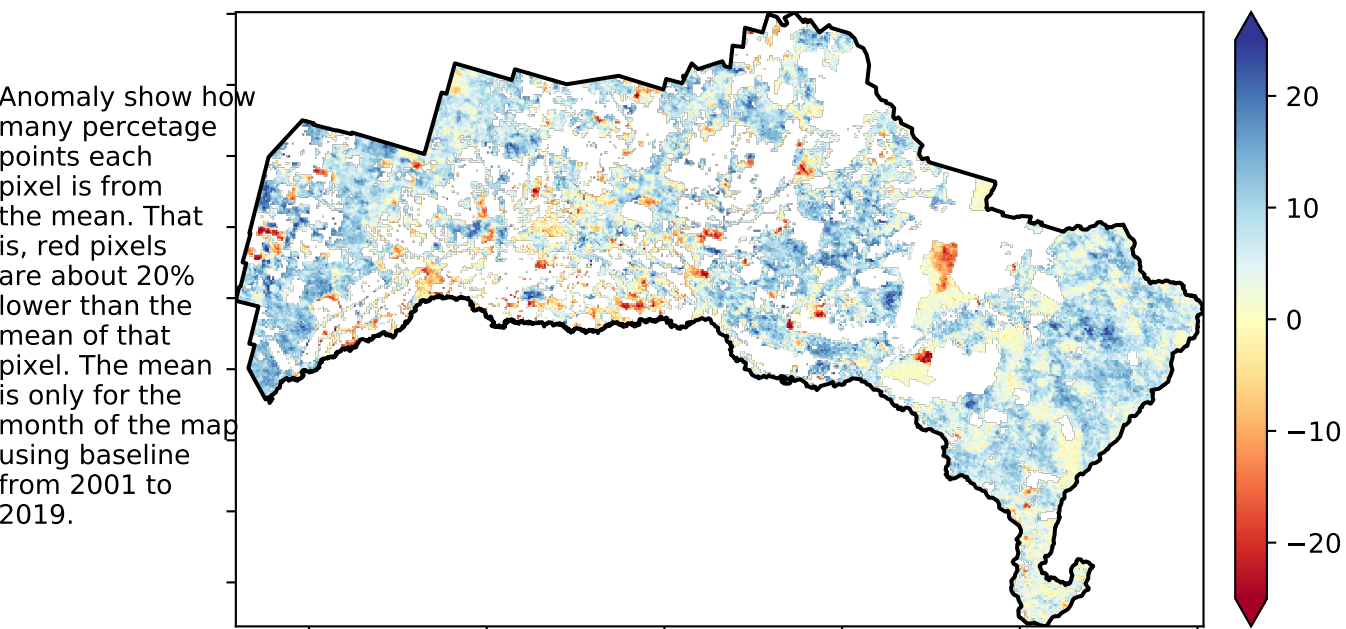 Anomaly show how
many percetage
points each
pixel is from
the mean. That
is, red pixels
are about 20%
lower than the
mean of that
pixel. The mean
is only for the
month of the map
using baseline
from 2001 to
2019.
20
10
0
−10
−20